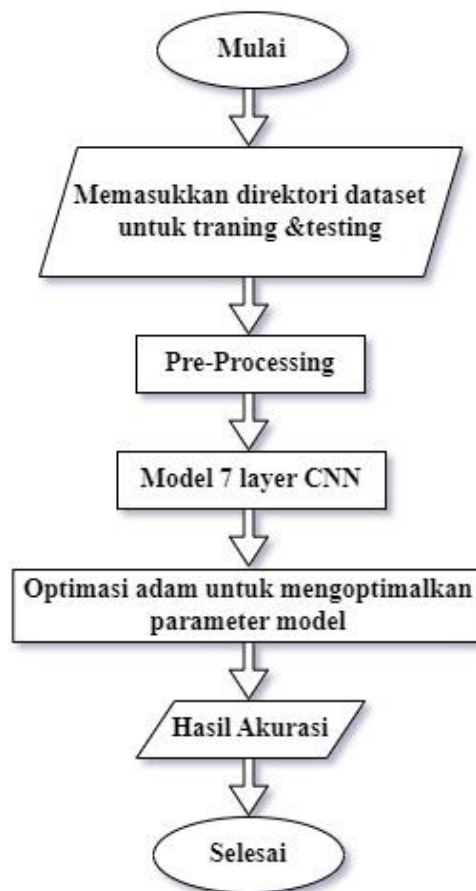 Mulai
Memasukkan direktori dataset
untuk traning &testing
Pre-Processing
Model 7 layer CNN
Optimasi adam untuk mengoptimalkan
parameter model
Hasil Akurasi
Selesai